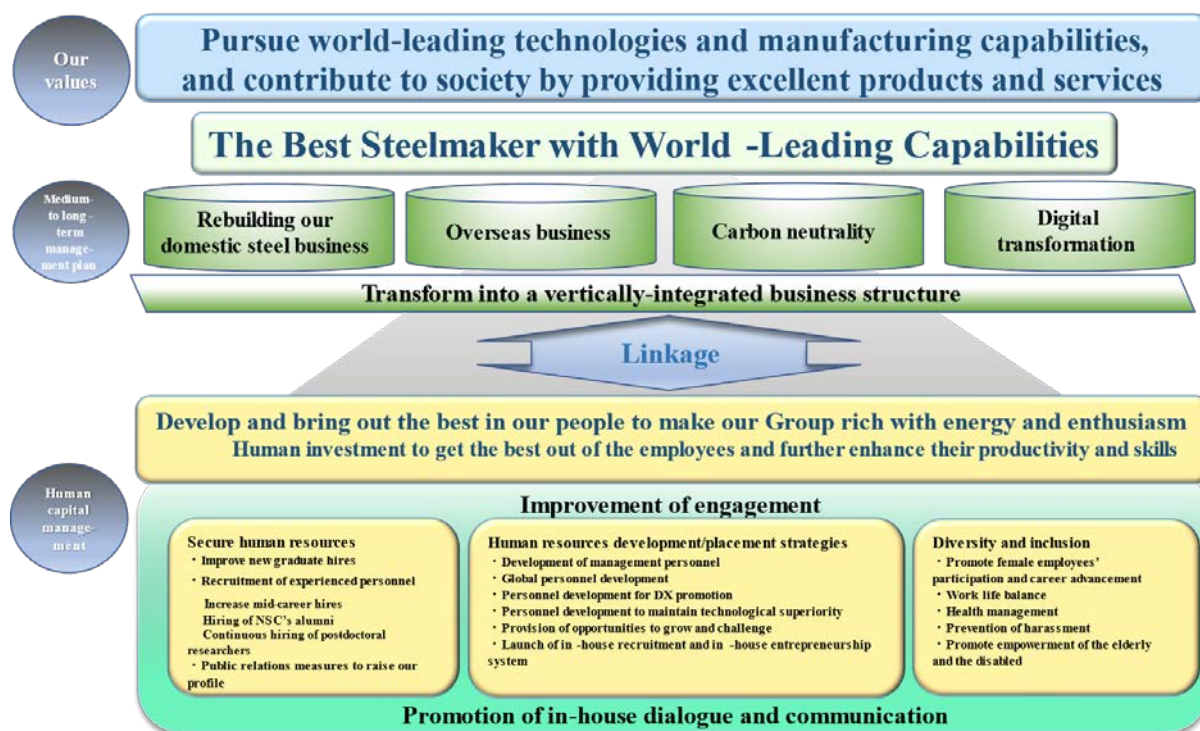 Our
values
Pursue world-leading technologies and manufacturing capabilities,
and contribute to society by providing excellent products and services
The Best Steelmaker with World -Leading Capabilities
Medium-
to long-
term
manage-
ment plan
Rebuilding our
domestic steel business
Overseas business
Carbon neutrality
Digital
transformation
Transform into a vertically-integrated business structure
Linkage
Develop and bring out the best in our people to make our Group rich with energy and enthusiasm
Human investment to get the best out of the employees and further enhance their productivity and skills
Human
capital
manage-
ment
Improvement of engagement
Secure human resources
・Improve new graduate hires
・Recruitment of experienced personnel
Increase mid-career hires
Hiring of NSC's alumni
Continuous hiring of postdoctoral
researchers
・Public relations measures to raise our
profile
Human resources development/placement strategies
・Development of management personnel
・Global personnel development
・Personnel development for DX promotion
・Personnel development to maintain technological superiority
・Provision of opportunities to grow and challenge
・Launch of in -house recruitment and in -house entrepreneurship
system
Diversity and inclusion
・Promote female employees'
participation and career advancement
・Work life balance
・Health management
・Prevention of harassment
・Promote empowerment of the elderly
and the disabled
Promotion of in-house dialogue and communication